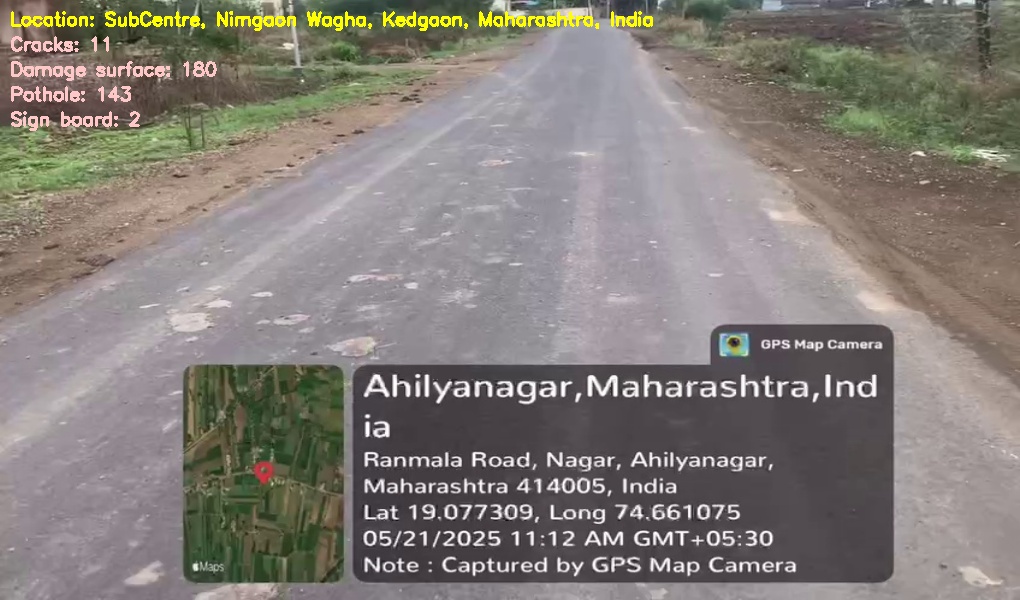 Location: SubCentre, Nimgaon Wagha, Kedgaon, Maharashtra, India
Cracks: 11
Damage surface: 180
Pothole: 143
Sign board: 2
GPS Map Camera
Ahilyanagar,Maharashtra,Ind
ia
Ranmala Road, Nagar, Ahilyanagar,
Maharashtra 414005, India
Lat 19.077309, Long 74.661075
05/21/2025 11:12 AM GMT+05:30
Note : Captured by GPS Map Camera
Maps